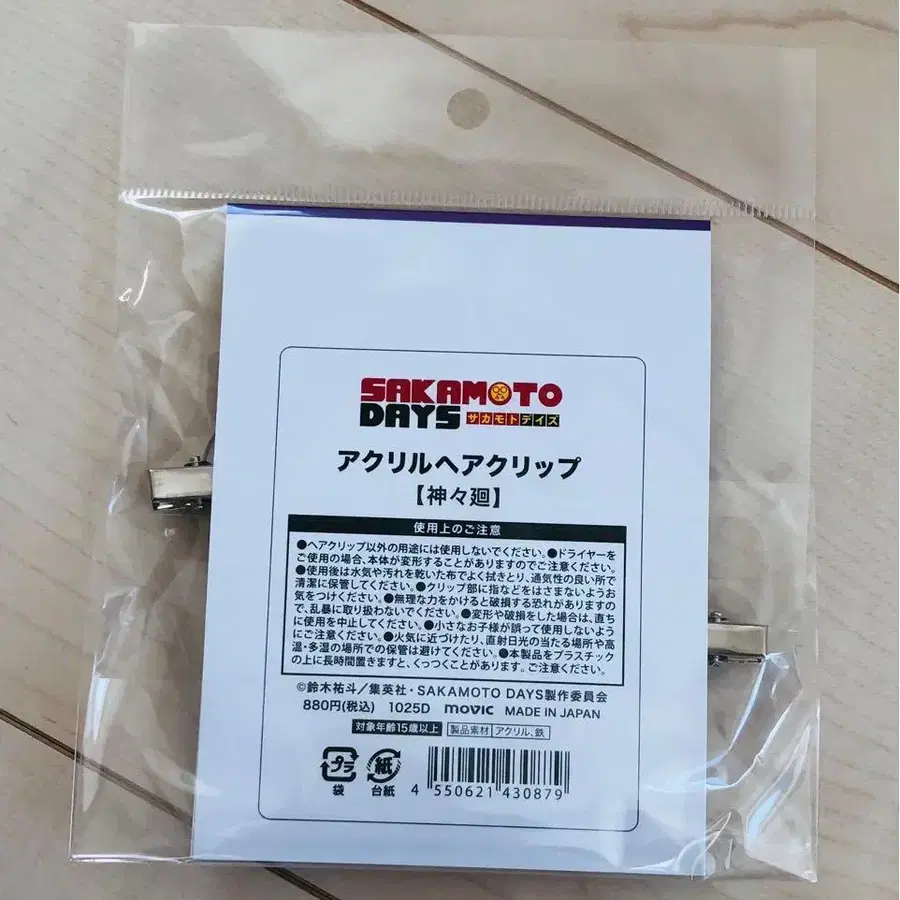 SAKAMOTO
DAYS サカモトデイズ
アクリルヘアクリップ
【神々廻】
使用上のご注意
●ヘアクリップ以外の用途には使用しないでください。●ドライヤーを
ご使用の場合、本体が変形することがありますのでご注意ください。
●使用後は水気や汚れを乾いた布でよく拭きとり、通気性の良い所で
清潔に保管してください。●クリップ部に指などをはさまないようお
気をつけください。●無理な力をかけると破損する恐れがありますの
で、乱暴に取り扱わないでください。●変形や破損をした場合は、直ち
に使用を中止してください。●小さなお子様が誤って使用しないよう
にご注意ください。●火気に近づけたり、直射日光の当たる場所や高
温・多湿の場所での保管は避けてください。●本製品をプラスチック
の上に長時間置きますと、くっつくことがあります。ご注意ください。
©鈴木祐斗／集英社・SAKAMOTO DAYS製作委員会
880円(税込) 1025D movic MADE IN JAPAN
対象年齢15歳以上 製品素材 アクリル、鉄
プラ 紙
袋 台紙
4 550621 430879